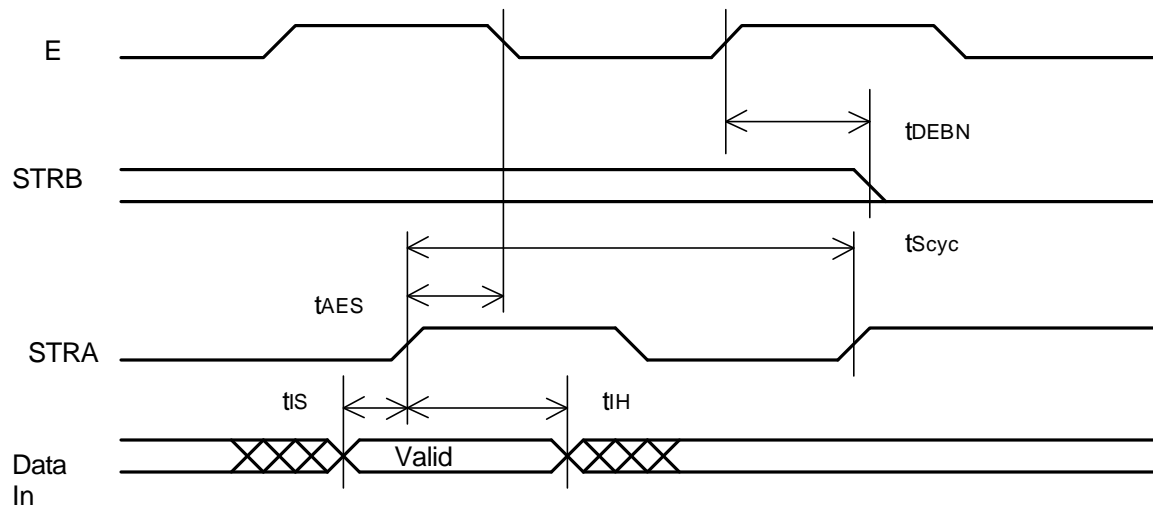 E
tDEBN
STRB
tScyc
tAES
STRA
tIS
tIH
Valid
Data
In